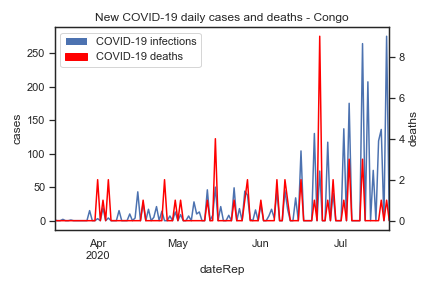 New COVID-19 daily cases and deaths - Congo
COVID-19 infections
COVID-19 deaths
250
200
150
100
50
0
cases
8
6
4
2
0
deaths
Apr
2020
May
Jun
Jul
dateRep